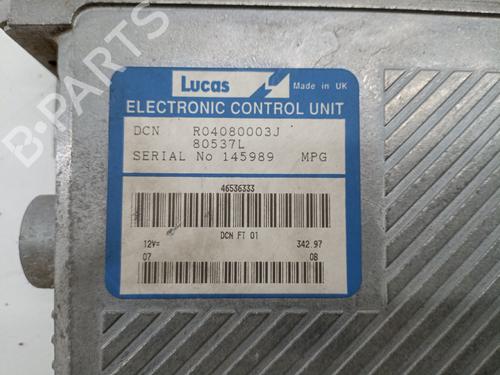 Lucas Made in UK
ELECTRONIC CONTROL UNIT
DCN R04080003J
80537L
SERIAL No 145989 MPG
46536333
DCN FT 01
12V= 342.97
07 08
B-PARTS